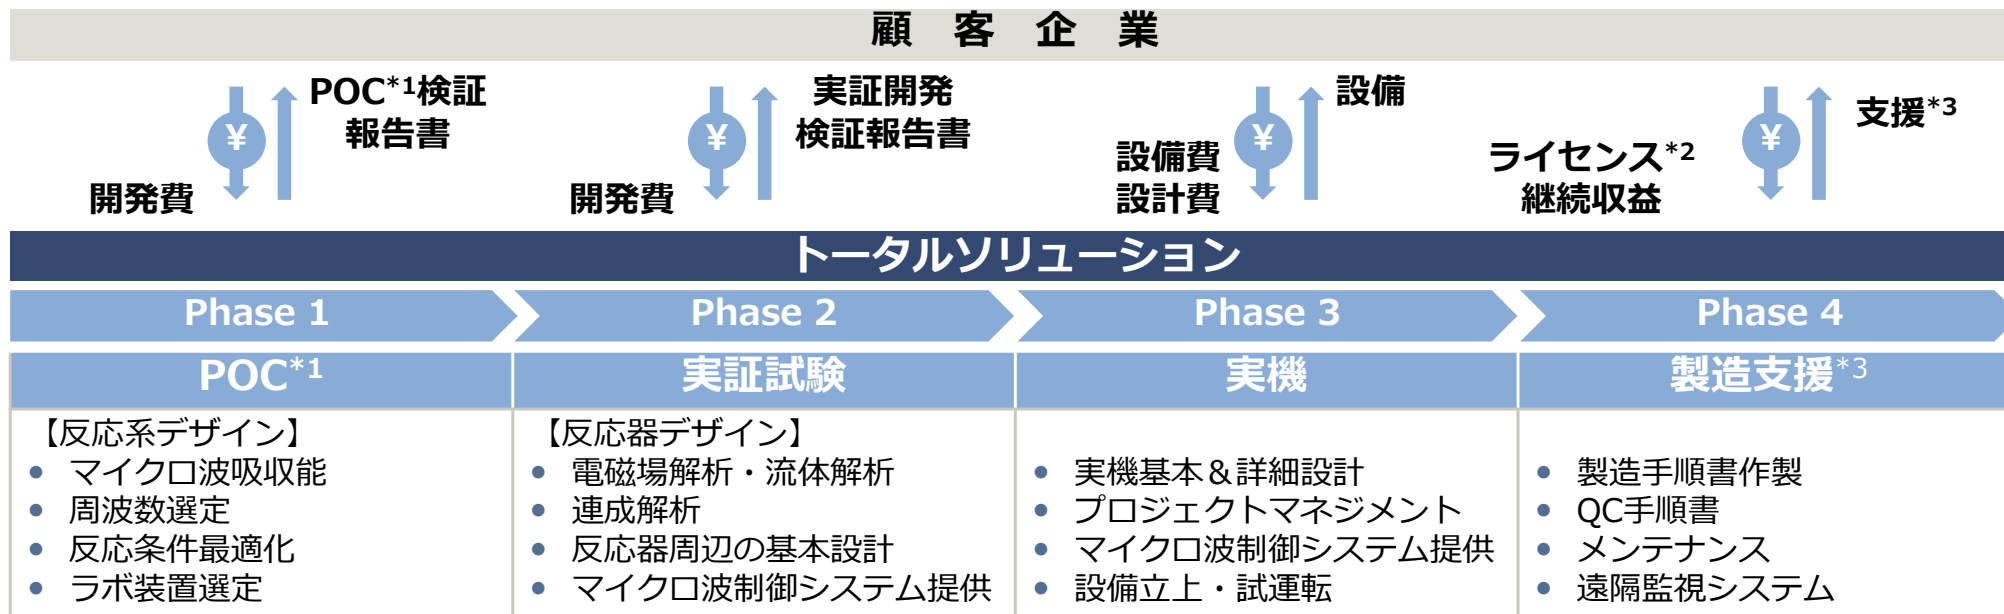 顧 客 企 業
POC*1検証
報告書
¥
開発費
実証開発
検証報告書
¥
開発費
設備
¥
設備費
設計費
支援*3
¥
ライセンス*2
継続収益
トータルソリューション
Phase 1
Phase 2
Phase 3
Phase 4
POC*1
実証試験
実機
製造支援*3
【反応系デザイン】
• マイクロ波吸収能
• 周波数選定
• 反応条件最適化
• ラボ装置選定
【反応器デザイン】
• 電磁場解析・流体解析
• 連成解析
• 反応器周辺の基本設計
• マイクロ波制御システム提供
• 実機基本＆詳細設計
• プロジェクトマネジメント
• マイクロ波制御システム提供
• 設備立上・試運転
• 製造手順書作製
• QC手順書
• メンテナンス
• 遠隔監視システム